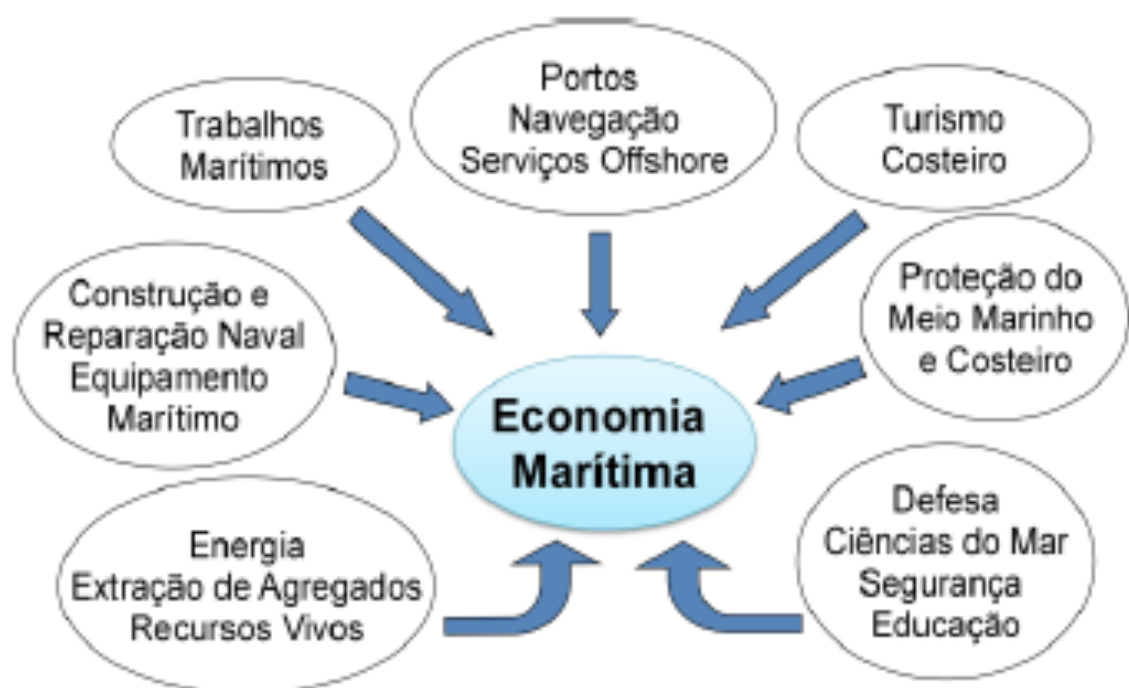 Trabalhos
Marítimos
Portos
Navegação
Serviços Offshore
Turismo
Costeiro
Construção e
Reparação Naval
Equipamento
Marítimo
Proteção do
Meio Marinho
e Costeiro
Economia
Marítima
Energia
Extração de Agregados
Recursos Vivos
Defesa
Ciências do Mar
Segurança
Educação